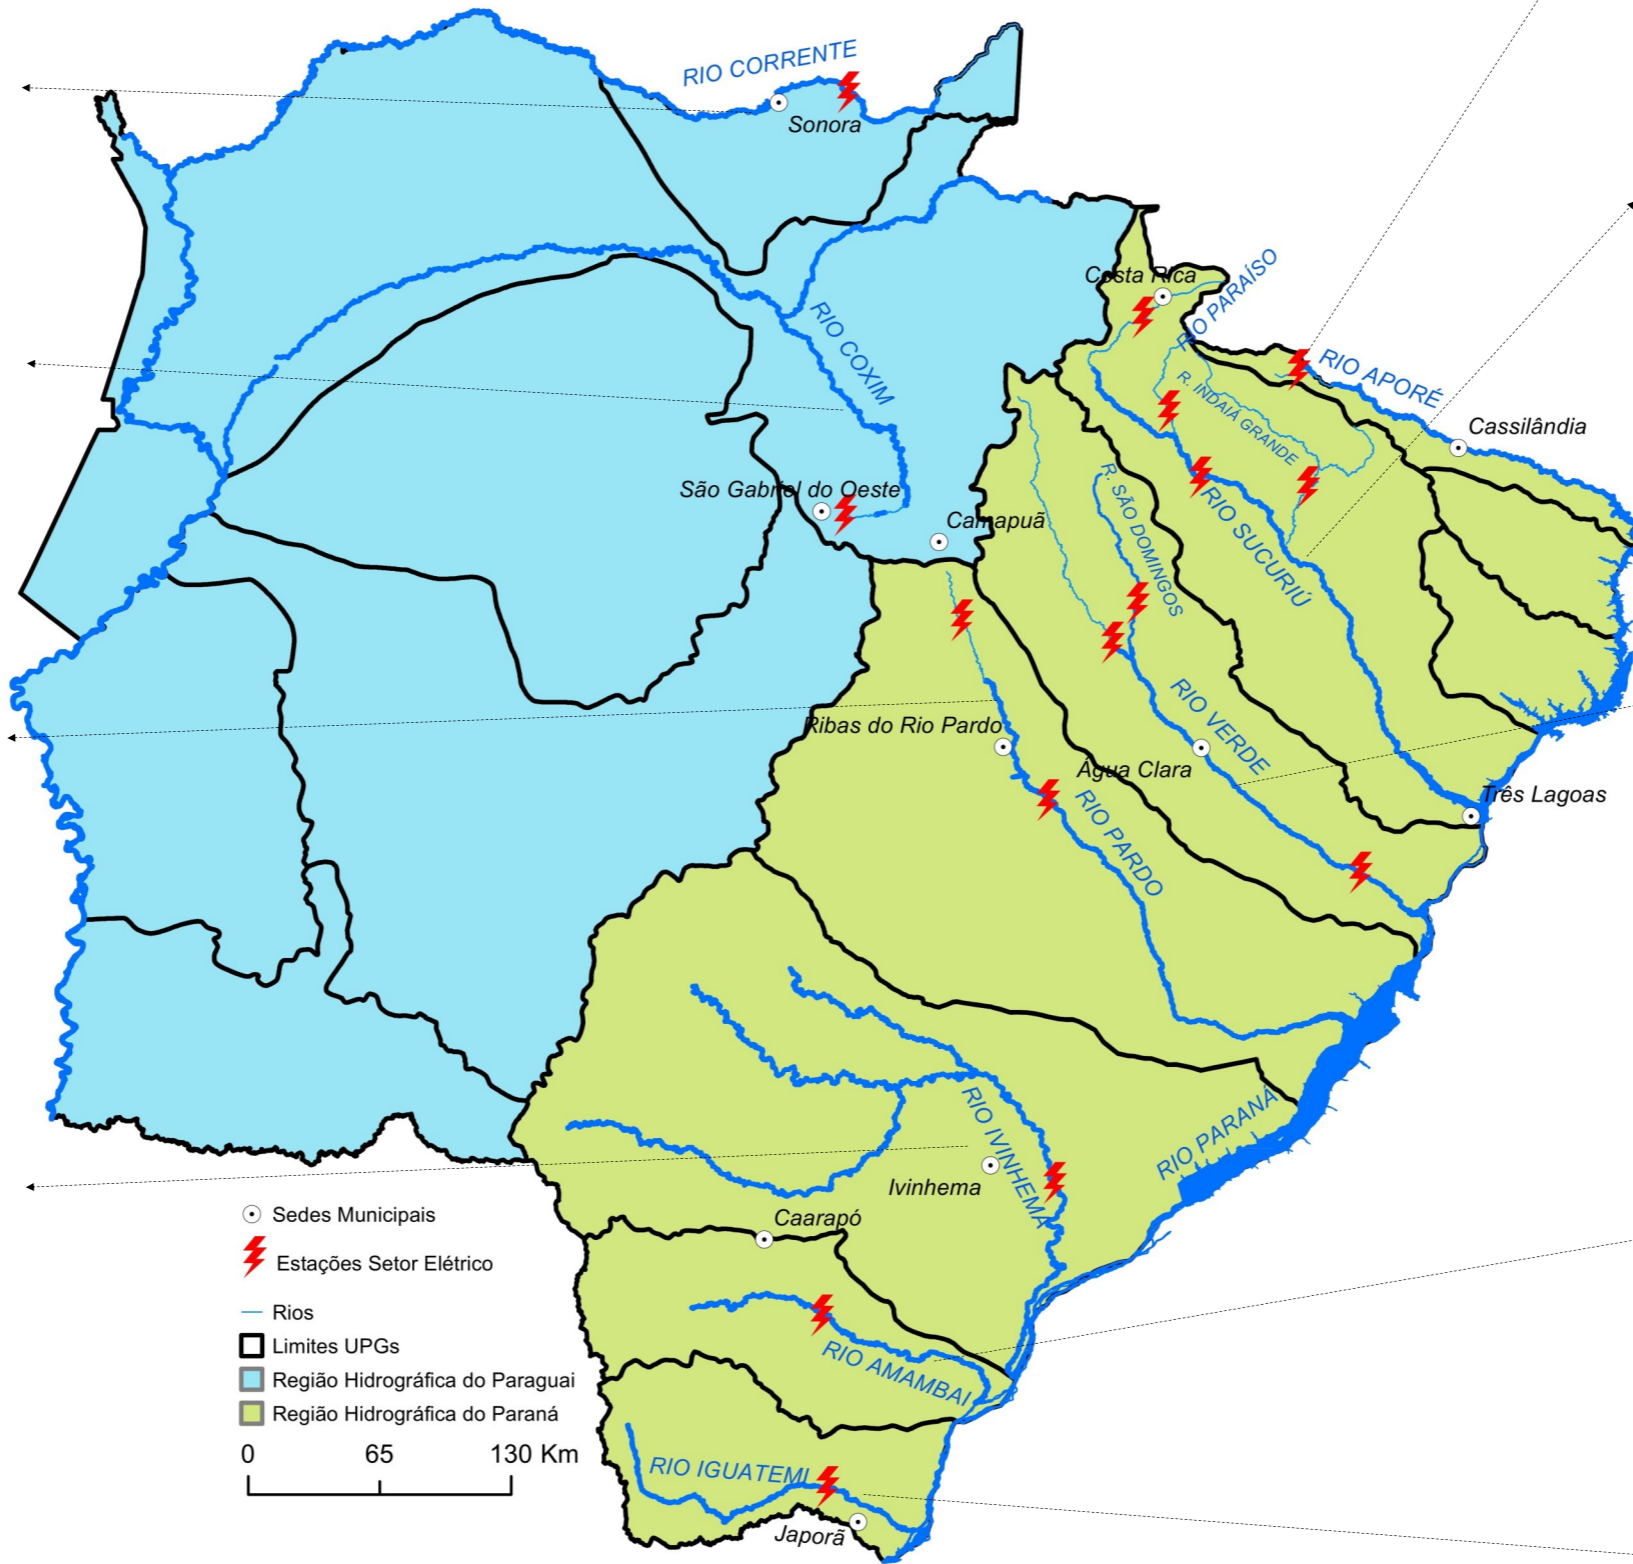 RIO CORRENTE
Sonora
Costa Rica
RIO PARAÍSO
RIO COXIM
RIO APORÉ
R. INDAIÁ GRANDE
Cassilândia
São Gabriel do Oeste
R. SÃO DOMINGOS
Camapuã
RIO SUCURIÚ
Ribas do Rio Pardo
RIO VERDE
Água Clara
Três Lagoas
RIO PARDO
RIO IVINHEMA
RIO PARANÁ
Ivinhema
Caarapó
Sedes Municipais
Estações Setor Elétrico
Rios
Limites UPGs
RIO AMAMBAI
Região Hidrográfica do Paraguai
Região Hidrográfica do Paraná
0 65 130 Km
RIO IGUATEMI
Japorã